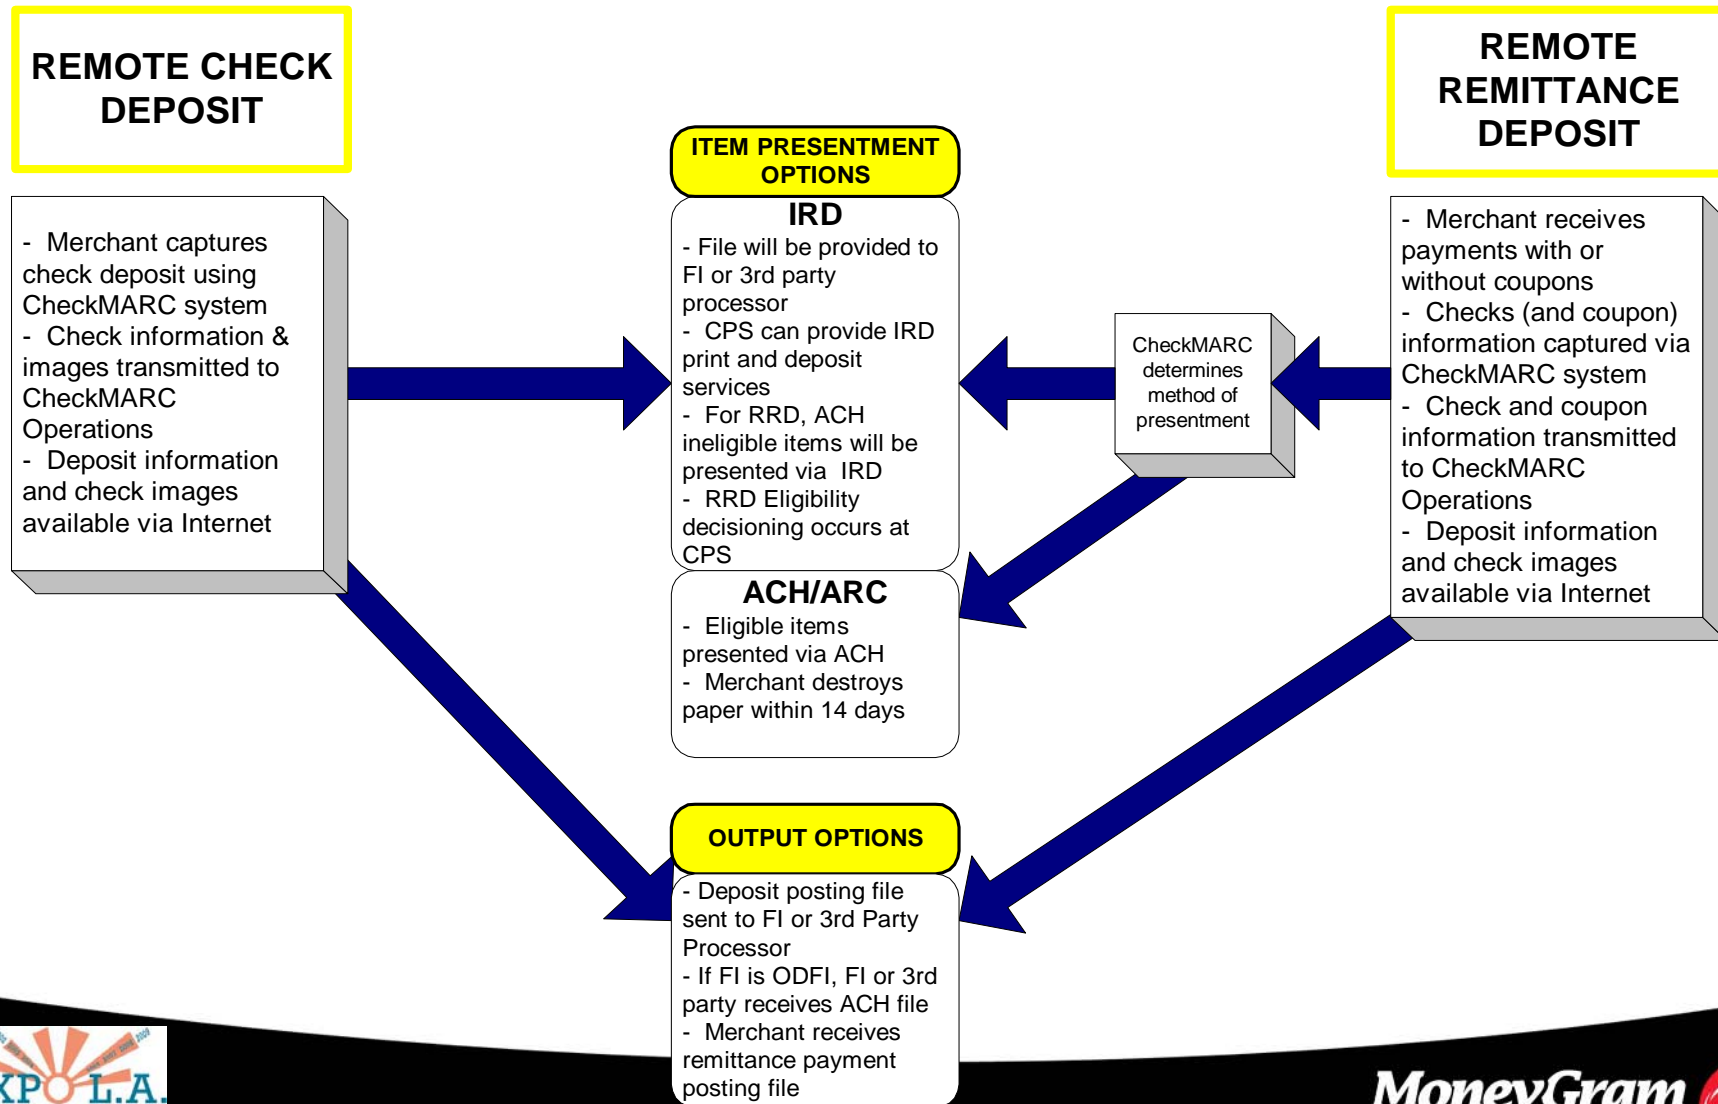 REMOTE CHECK
DEPOSIT
- Merchant captures
check deposit using
CheckMARC system
- Check information &
images transmitted to
CheckMARC
Operations
- Deposit information
and check images
available via Internet
ITEM PRESENTMENT
OPTIONS
IRD
- File will be provided to
FI or 3rd party
processor
- CPS can provide IRD
print and deposit
services
- For RRD, ACH
ineligible items will be
presented via IRD
- RRD Eligibility
decisioning occurs at
CPS
ACH/ARC
- Eligible items
presented via ACH
- Merchant destroys
paper within 14 days
OUTPUT OPTIONS
- Deposit posting file
sent to FI or 3rd Party
Processor
- If FI is ODFI, FI or 3rd
party receives ACH file
- Merchant receives
remittance payment
posting file
CheckMARC
determines
method of
presentment
REMOTE
REMITTANCE
DEPOSIT
- Merchant receives
payments with or
without coupons
- Checks (and coupon)
information captured via
CheckMARC system
- Check and coupon
information transmitted
to CheckMARC
Operations
- Deposit information
and check images
available via Internet
XPO L.A.
MoneyGram